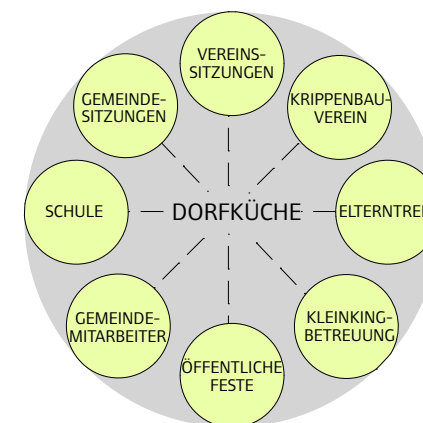 VEREINS-
SITZUNGEN
GEMEINDE-
SITZUNGEN
KRIPPENBAU-
VEREIN
SCHULE
DORFKÜCHE
ELTERNTREF
GEMEINDE-
MITARBEITER
KLEINKING-
BETREUUNG
ÖFFENTLICHE
FESTE